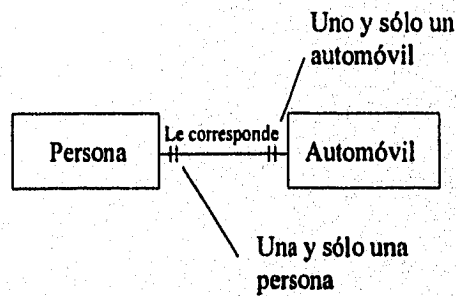 Uno y sólo un
automóvil
Persona
Le corresponde
Automóvil
Una y sólo una
persona